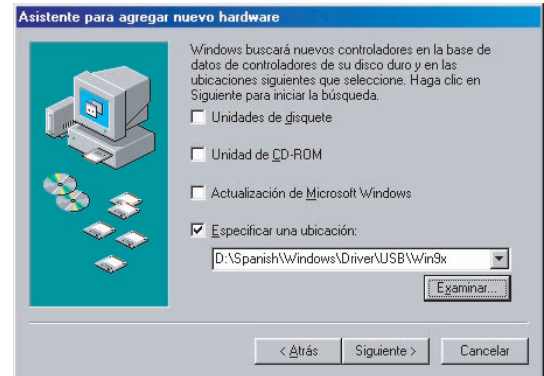 Asistente para agregar nuevo hardware
Windows buscará nuevos controladores en la base de
datos de controladores de su disco duro y en las
ubicaciones siguientes que seleccione. Haga clic en
Siguiente para iniciar la búsqueda.
Unidades de disquete
Unidad de CD-ROM
Actualización de Microsoft Windows
Especificar una ubicación:
D:\Spanish\Windows\Driver\USB\Win9x
Examinar...
< Atrás Siguiente > Cancelar